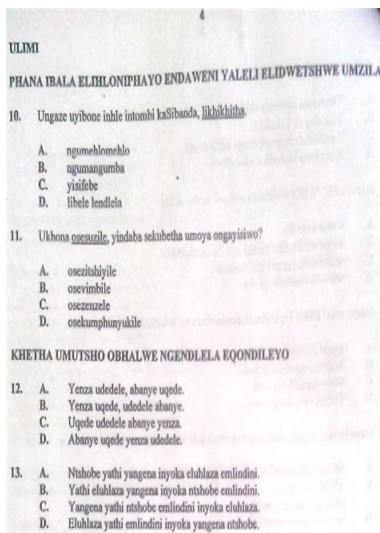 4
ULIMI
PHANA IBALA ELIHLONIPHAYO ENDAWENI YALELI ELIDWETSHWE UMZILA
10. Ungaze uyibone inhle intombi kaSibanda, likhikhitha.
A. ngumehlomehlo
B. ngumangumba
C. yisifebe
D. libele lendlela
11. Ukhona osesuzile, yindaba sekubetha umoya ongayisiwo?
A. osezitshiyile
B. osevimbile
C. osezenzele
D. osekumphunyukile
KHETHA UMUTSHO OBHALWE NGENDLELA EQONDILEYO
12. A. Yenza udedele, abanye uqede.
B. Yenza uqede, udedele abanye.
C. Uqede udedele abanye yenza.
D. Abanye uqede yenza udedele.
13. A. Ntshobe yathi yangena inyoka eluhlaza emlindini.
B. Yathi eluhlaza yangena inyoka ntshobe emlindini.
C. Yangena yathi ntshobe emlindini inyoka eluhlaza.
D. Eluhlaza yathi emlindini inyoka yangena ntshobe.